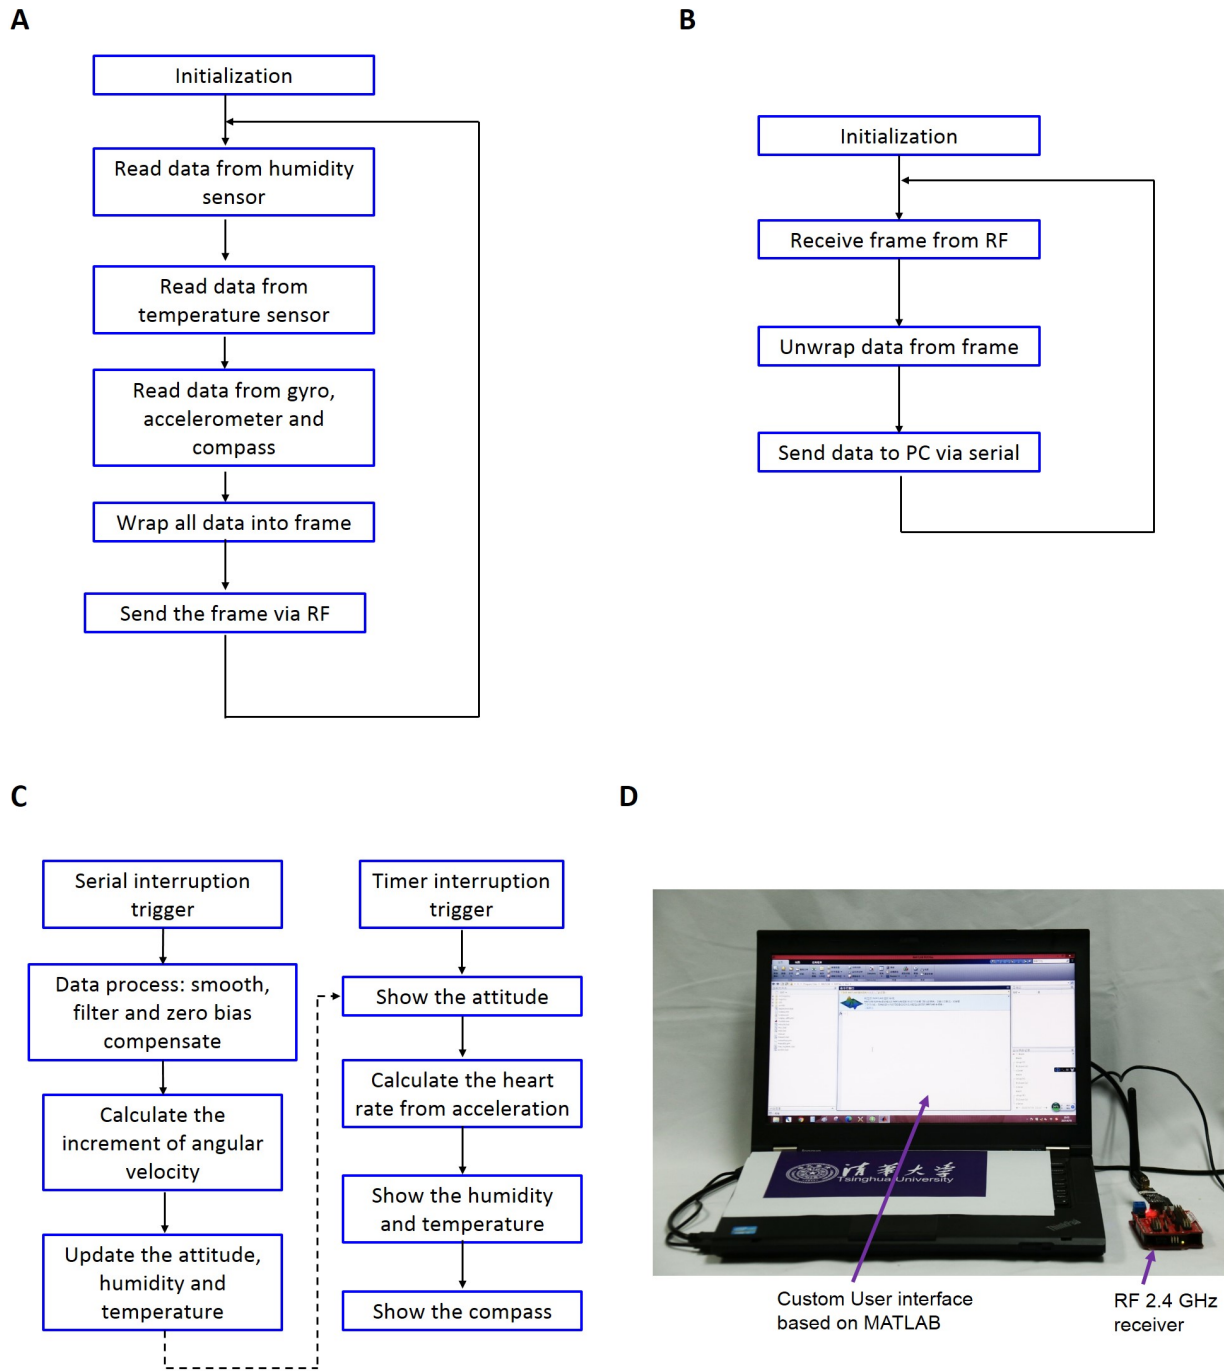 A
Initialization
Read data from humidity
sensor
Read data from
temperature sensor
Read data from gyro,
accelerometer and
compass
Wrap all data into frame
Send the frame via RF
B
Initialization
Receive frame from RF
Unwrap data from frame
Send data to PC via serial
C
Serial interruption
trigger
Data process: smooth,
filter and zero bias
compensate
Calculate the
increment of angular
velocity
Update the attitude,
humidity and
temperature
Timer interruption
trigger
Show the attitude
Calculate the heart
rate from acceleration
Show the humidity
and temperature
Show the compass
D
清华大学
Tsinghua University
ThinkPad
Custom User interface
based on MATLAB
RF 2.4 GHz
receiver